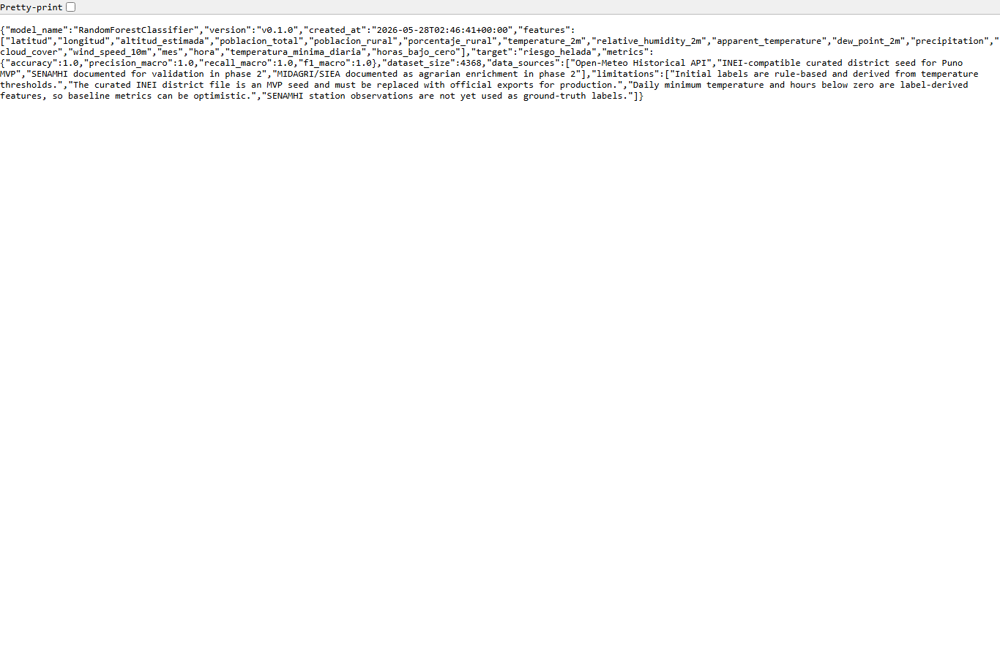 Pretty-print
{"model_name":"RandomForestClassifier","version":"v0.1.0","created_at":"2026-05-28T02:46:41+00:00","features":
["latitud","longitud","altitud_estimada","poblacion_total","poblacion_rural","porcentaje_rural","temperature_2m","relative_humidity_2m","apparent_temperature","dew_point_2m","precipitation","
cloud_cover","wind_speed_10m","mes","hora","temperatura_minima_diaria","horas_bajo_cero"],"target":"riesgo_helada","metrics":
{"accuracy":1.0,"precision_macro":1.0,"recall_macro":1.0,"f1_macro":1.0},"dataset_size":4368,"data_sources":["Open-Meteo Historical API","INEI-compatible curated district seed for Puno
MVP","SENAMHI documented for validation in phase 2","MIDAGRI/SIEA documented as agrarian enrichment in phase 2"],"limitations":["Initial labels are rule-based and derived from temperature
thresholds.","The curated INEI district file is an MVP seed and must be replaced with official exports for production.","Daily minimum temperature and hours below zero are label-derived
features, so baseline metrics can be optimistic.","SENAMHI station observations are not yet used as ground-truth labels."]}